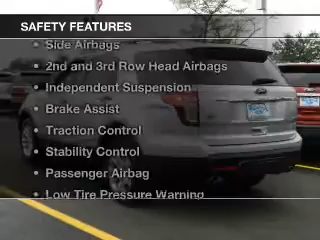 SAFETY FEATURES
• Side Airbags
• 2nd and 3rd Row Head Airbags
• Independent Suspension
• Brake Assist
• Traction Control
• Stability Control
• Passenger Airbag
• Low Tire Pressure Warning